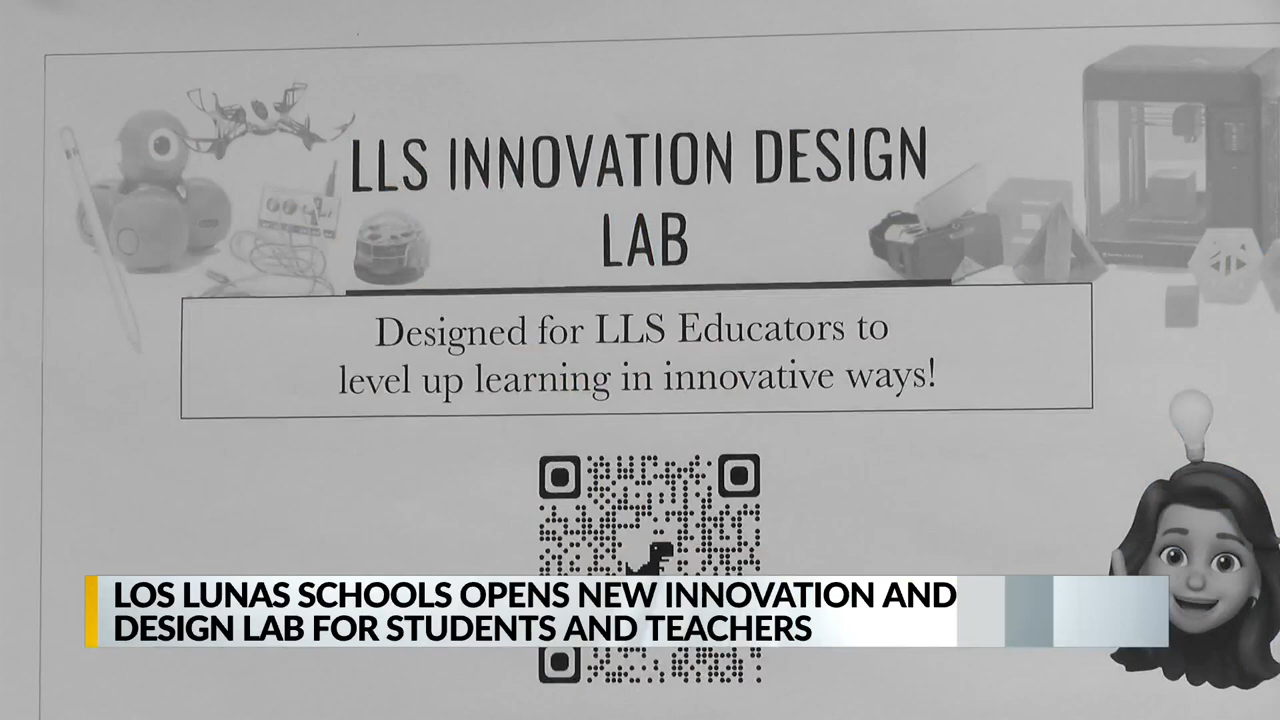 LLS INNOVATION DESIGN
LAB
Designed for LLS Educators to
level up learning in innovative ways!
LOS LUNAS SCHOOLS OPENS NEW INNOVATION AND
DESIGN LAB FOR STUDENTS AND TEACHERS